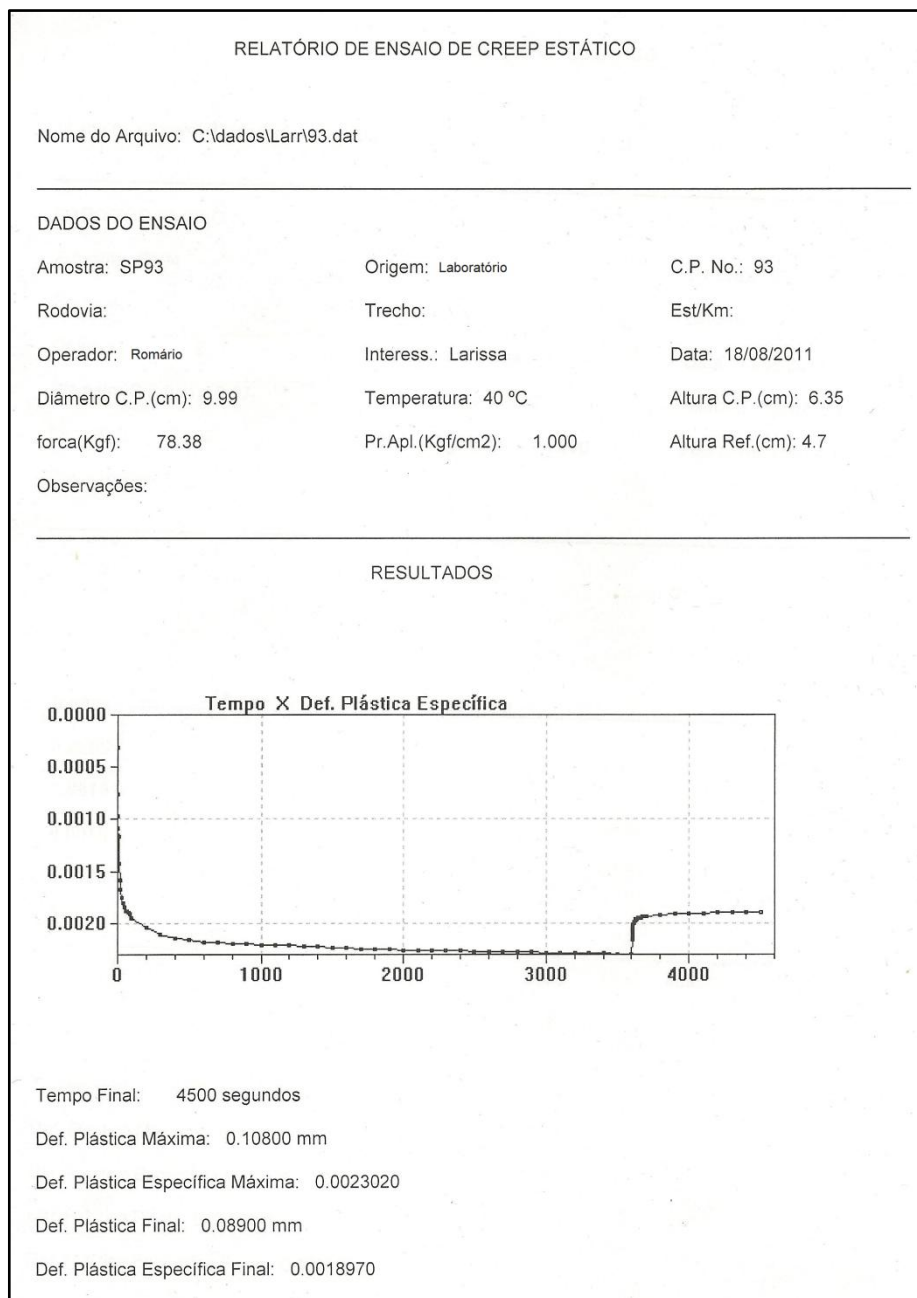 RELATÓRIO DE ENSAIO DE CREEP ESTÁTICO
Nome do Arquivo: C:\dados\Larr\93.dat
DADOS DO ENSAIO
Amostra: SP93 Origem: Laboratório C.P. No.: 93
Rodovia: Trecho: Est/Km:
Operador: Romário Interess.: Larissa Data: 18/08/2011
Diâmetro C.P.(cm): 9.99 Temperatura: 40 ºC Altura C.P.(cm): 6.35
forca(Kgf): 78.38 Pr.Apl.(Kgf/cm2): 1.000 Altura Ref.(cm): 4.7
Observações:
RESULTADOS
Tempo X Def. Plástica Específica
0.0000
0.0005
0.0010
0.0015
0.0020
0 1000 2000 3000 4000
Tempo Final: 4500 segundos
Def. Plástica Máxima: 0.10800 mm
Def. Plástica Específica Máxima: 0.0023020
Def. Plástica Final: 0.08900 mm
Def. Plástica Específica Final: 0.0018970